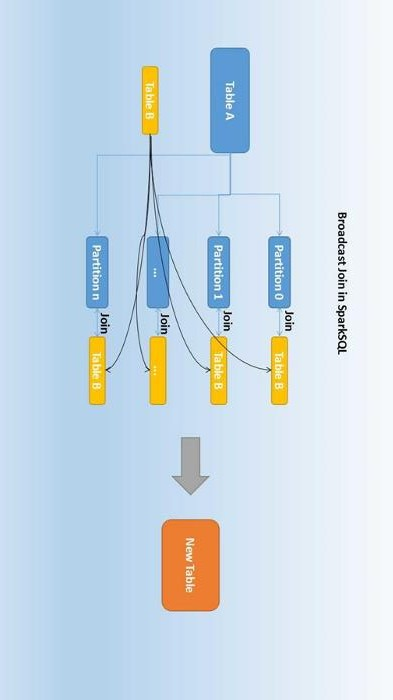 Broadcast Join in SparkSQL
Table A
Table B
Partition 0
Join
Table B
Partition 1
Join
Table B
...
Join
...
Partition n
Join
Table B
New Table